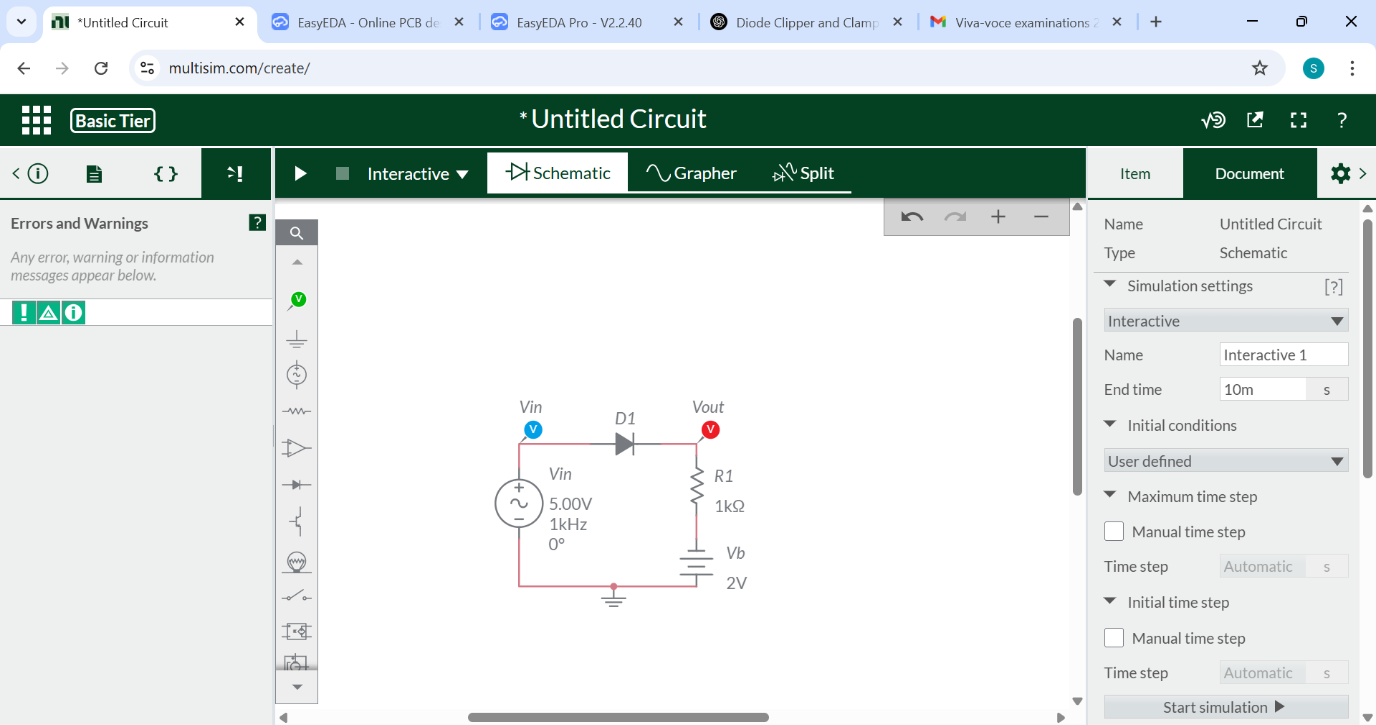 *Untitled Circuit
EasyEDA - Online PCB de
EasyEDA Pro - V2.2.40
Diode Clipper and Clamp
Viva-voce examinations 2
multisim.com/create/
S
Basic Tier
*Untitled Circuit
?
Interactive
Schematic
Grapher
Split
Item
Document
Errors and Warnings
?
Any error, warning or information
messages appear below.
Name
Untitled Circuit
Type
Schematic
Simulation settings
[?]
Interactive
Name
Interactive 1
End time
10m
s
Initial conditions
User defined
Maximum time step
Manual time step
Time step
Automatic
s
Initial time step
Manual time step
Time step
Automatic
s
Start simulation
V
Vin
V
D1
Vout
V
Vin
5.00V
1kHz
0°
R1
1kΩ
Vb
2V